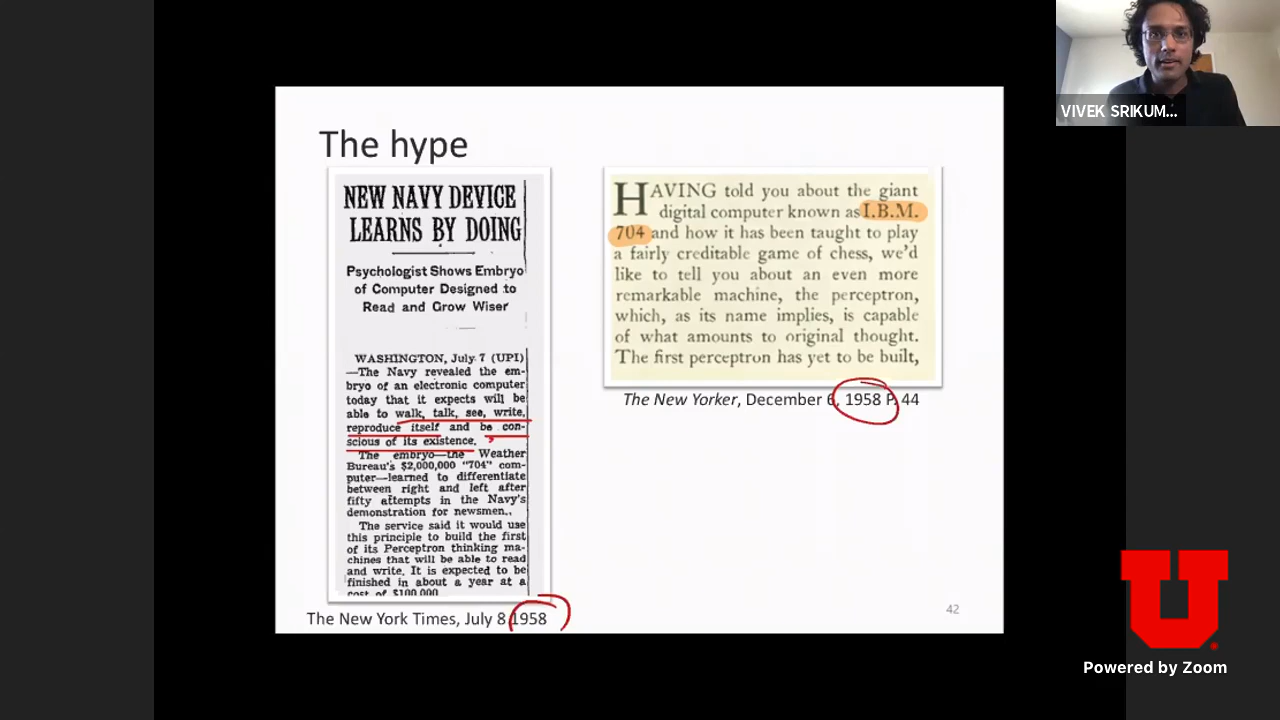 The hype
NEW NAVY DEVICE
LEARNS BY DOING
Psychologist Shows Embryo
of Computer Designed to
Read and Grow Wiser
WASHINGTON, July 7 (UPI)
—The Navy revealed the em-
bryo of an electronic computer
today that it expects will be
able to walk, talk, see, write,
reproduce itself and be con-
scious of its existence.
The embryo—the Weather
Bureau's $2,000,000 "704" com-
puter—learned to differentiate
between right and left after
fifty attempts in the Navy's
demonstration for newsmen.
The service said it would use
this principle to build the first
of its Perceptron thinking ma-
chines that will be able to read
and write. It is expected to be
finished in about a year at a
cost of $100,000
The New York Times, July 8 1958
HAVING told you about the giant
digital computer known as I.B.M.
704 and how it has been taught to play
a fairly creditable game of chess, we'd
like to tell you about an even more
remarkable machine, the perceptron,
which, as its name implies, is capable
of what amounts to original thought.
The first perceptron has yet to be built,
The New Yorker, December 6, 1958 P. 44
42
VIVEK SRIKUM...
U
Powered by Zoom